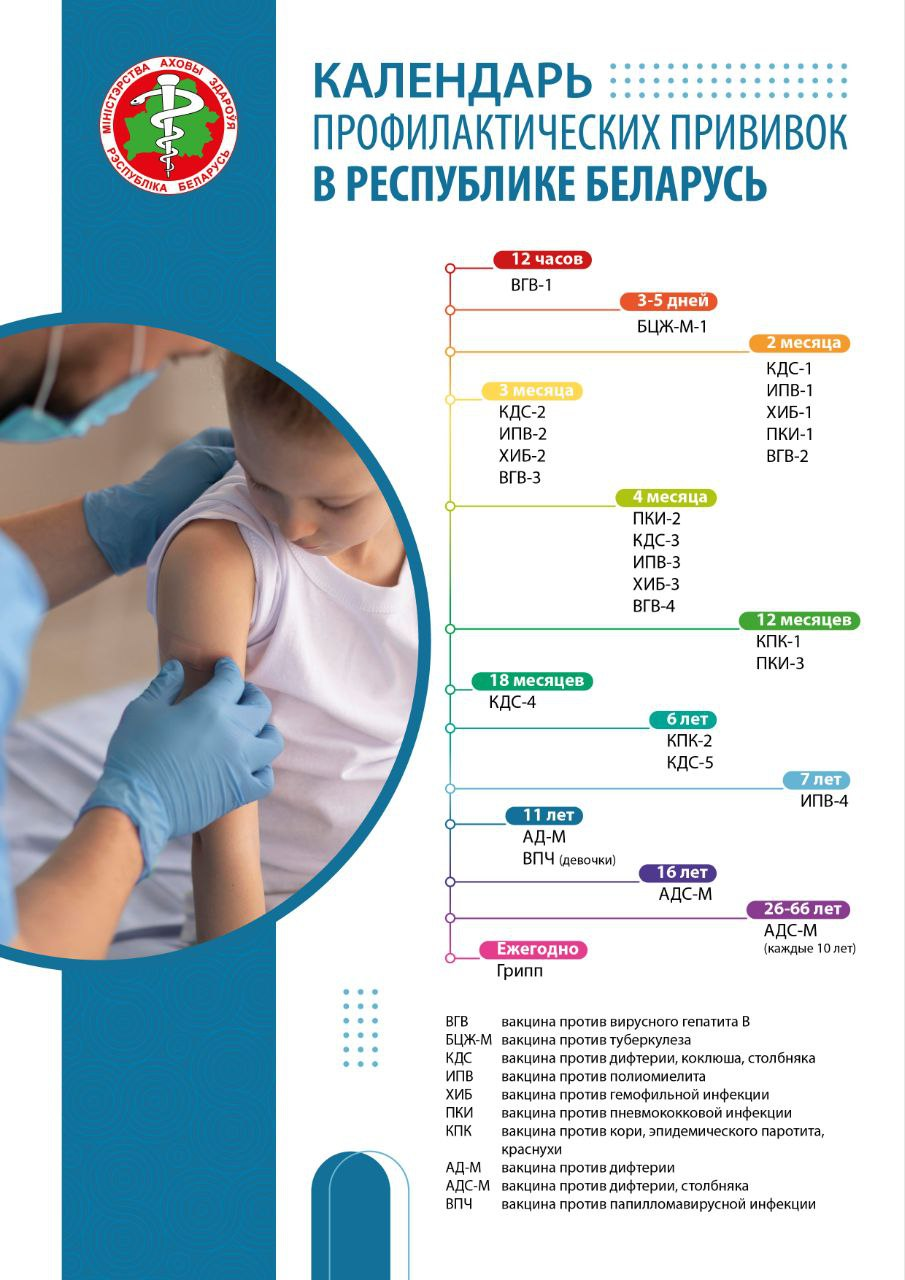 МІНІСТЭРСТВА АХОВЫ ЗДАРОЎЯ
РЭСПУБЛІКА БЕЛАРУСЬ
КАЛЕНДАРЬ
ПРОФИЛАКТИЧЕСКИХ ПРИВИВОК
В РЕСПУБЛИКЕ БЕЛАРУСЬ
12 часов
ВГВ-1
3-5 дней
БЦЖ-М-1
2 месяца
КДС-1
ИПВ-1
ХИБ-1
ПКИ-1
ВГВ-2
3 месяца
КДС-2
ИПВ-2
ХИБ-2
ВГВ-3
4 месяца
ПКИ-2
КДС-3
ИПВ-3
ХИБ-3
ВГВ-4
12 месяцев
КПК-1
ПКИ-3
18 месяцев
КДС-4
6 лет
КПК-2
КДС-5
7 лет
ИПВ-4
11 лет
АД-М
ВПЧ (девочки)
16 лет
АДС-М
26-66 лет
АДС-М
(каждые 10 лет)
Ежегодно
Грипп
ВГВ вакцина против вирусного гепатита В
БЦЖ-М вакцина против туберкулеза
КДС вакцина против дифтерии, коклюша, столбняка
ИПВ вакцина против полиомиелита
ХИБ вакцина против гемофильной инфекции
ПКИ вакцина против пневмококковой инфекции
КПК вакцина против кори, эпидемического паротита,
краснухи
АД-М вакцина против дифтерии
АДС-М вакцина против дифтерии, столбняка
ВПЧ вакцина против папилломавирусной инфекции